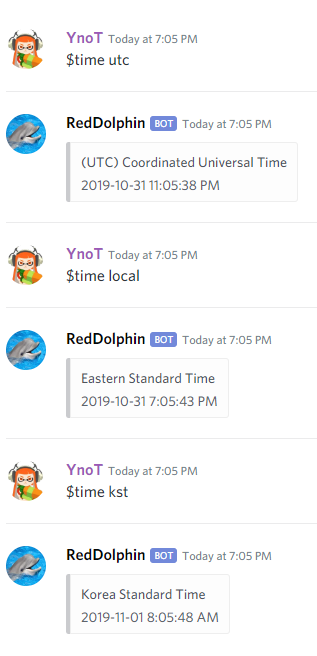 YnoT Today at 7:05 PM
$time utc
RedDolphin BOT Today at 7:05 PM
(UTC) Coordinated Universal Time
2019-10-31 11:05:38 PM
YnoT Today at 7:05 PM
$time local
RedDolphin BOT Today at 7:05 PM
Eastern Standard Time
2019-10-31 7:05:43 PM
YnoT Today at 7:05 PM
$time kst
RedDolphin BOT Today at 7:05 PM
Korea Standard Time
2019-11-01 8:05:48 AM